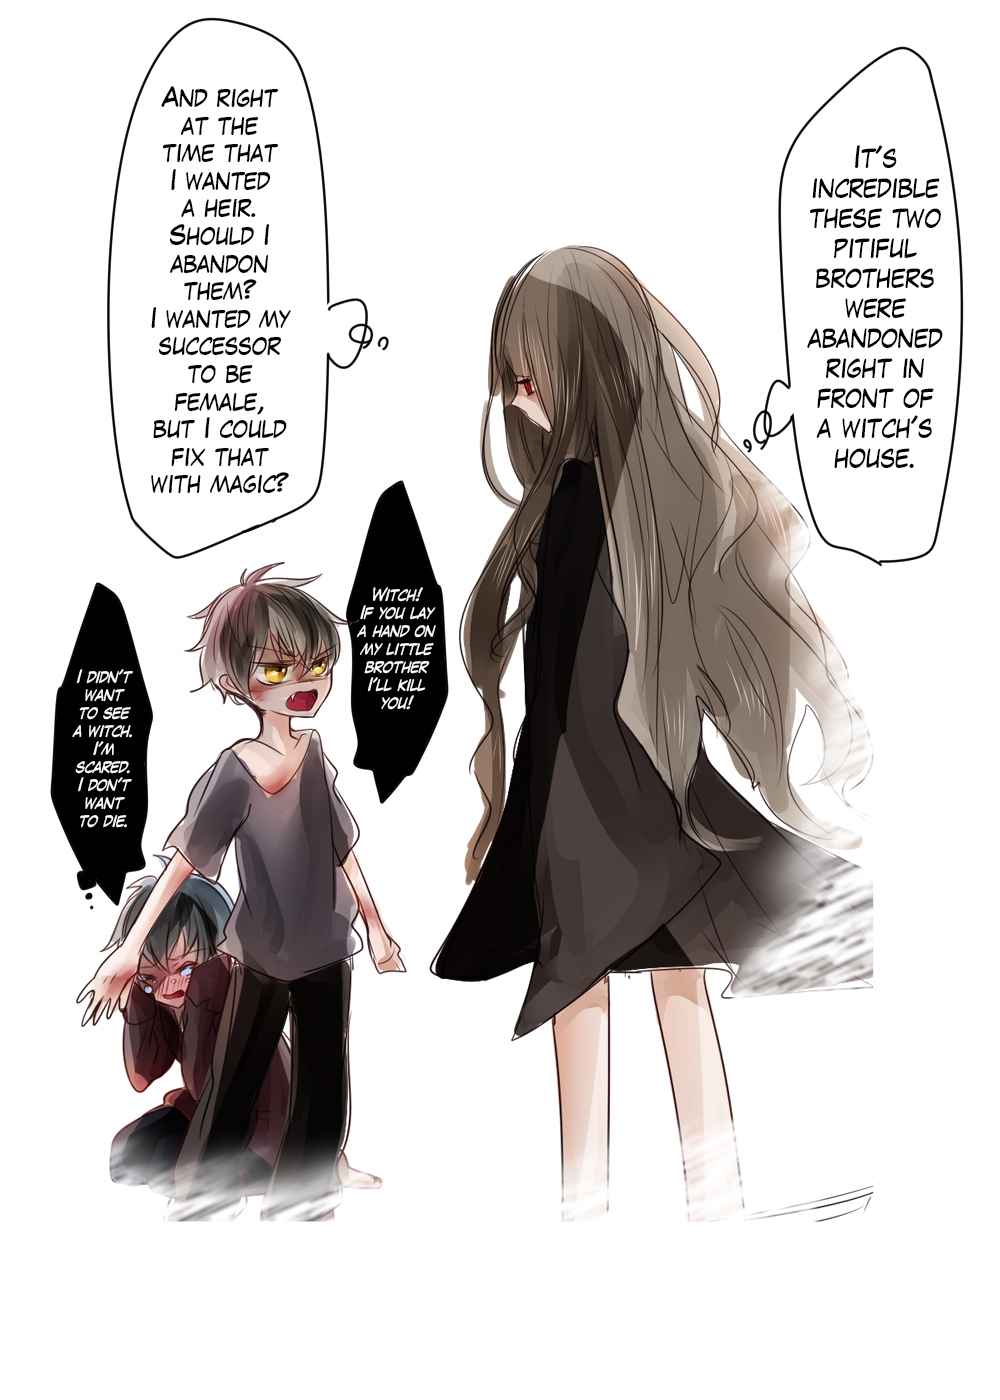 IT'S
INCREDIBLE
THESE TWO
PITIFUL
BROTHERS
WERE
ABANDONED
RIGHT IN
FRONT OF
A WITCH'S
HOUSE.
AND RIGHT
AT THE
TIME THAT
I WANTED
A HEIR.
SHOULD I
ABANDON
THEM?
I WANTED MY
SUCCESSOR
TO BE
FEMALE,
BUT I COULD
FIX THAT
WITH MAGIC?
WITCH!
IF YOU LAY
A HAND ON
MY LITTLE
BROTHER
I'LL KILL
YOU!
I DIDN'T
WANT
TO SEE
A WITCH.
I'M
SCARED.
I DON'T
WANT
TO DIE.